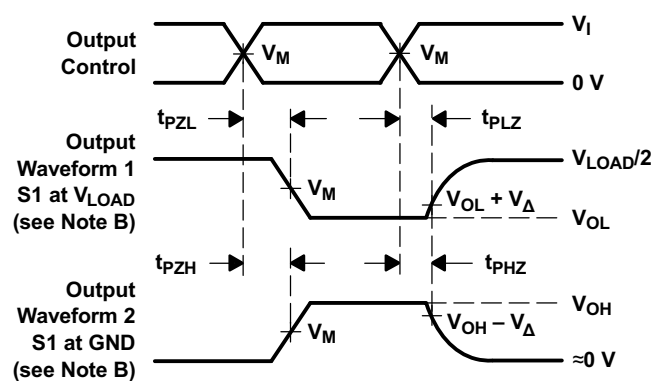 Output
Control
V_M
V_M
V_I
0 V
t_PZL
t_PLZ
Output
Waveform 1
S1 at V_LOAD
(see Note B)
V_M
V_LOAD/2
V_OL + V_Δ
V_OL
t_PZH
t_PHZ
Output
Waveform 2
S1 at GND
(see Note B)
V_M
V_OH
V_OH – V_Δ
≈0 V